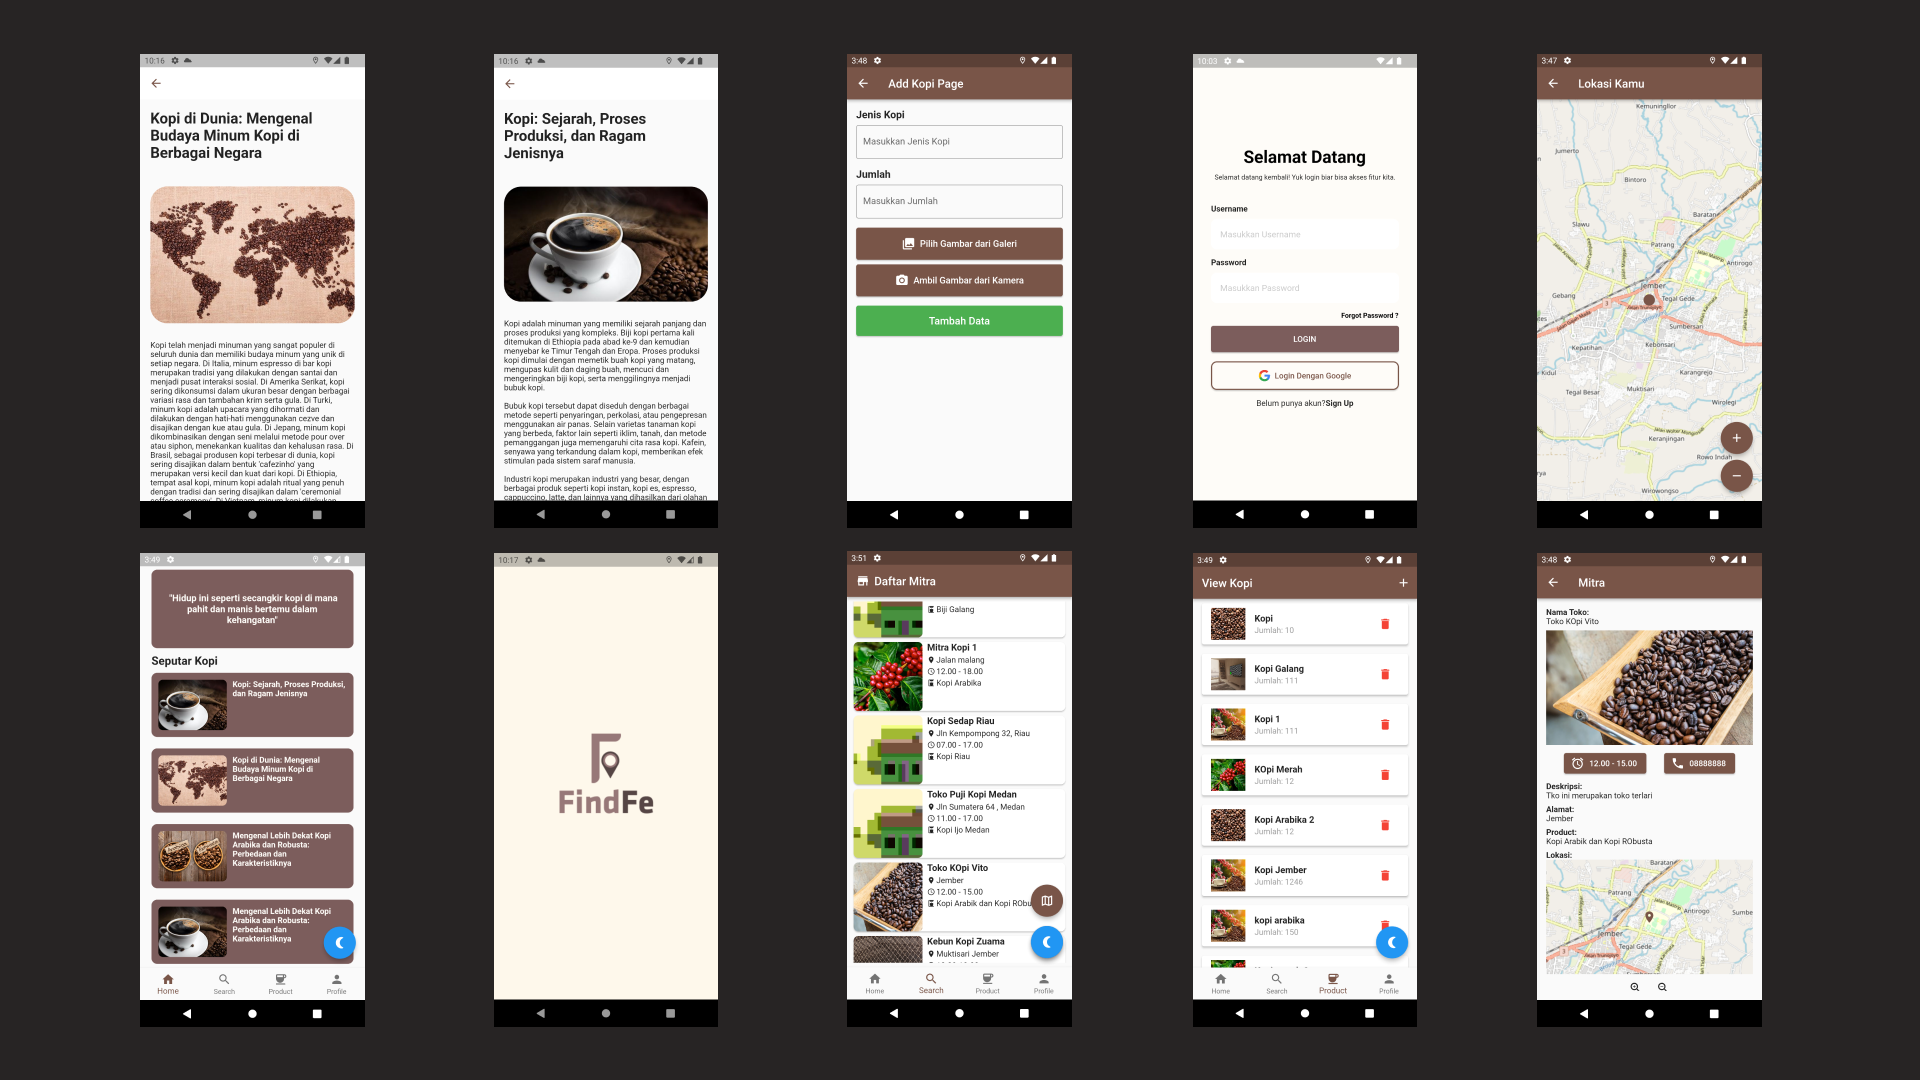 10:16
Kopi di Dunia: Mengenal
Budaya Minum Kopi di
Berbagai Negara
Kopi telah menjadi minuman yang sangat populer di
seluruh dunia dan memiliki budaya minum yang unik di
setiap negara. Di Italia, minum espresso di bar kopi
merupakan tradisi yang dilakukan dengan santai dan
menjadi pusat interaksi sosial. Di Amerika Serikat, kopi
sering dikonsumsi dalam ukuran besar dengan berbagai
variasi rasa dan tambahan krim serta gula. Di Turki,
minum kopi adalah upacara yang dihormati dan
dilakukan dengan hati-hati menggunakan cezve dan
disajikan dengan kue atau gula. Di Jepang, minum kopi
dikombinasikan dengan seni melalui metode pour over
atau siphon, menekankan kualitas dan kehalusan rasa. Di
Brasil, sebagai produsen kopi terbesar di dunia, kopi
sering disajikan dalam bentuk 'cafezinho' yang
merupakan versi kecil dan kuat dari kopi. Di Ethiopia,
tempat asal kopi, minum kopi adalah ritual yang penuh
dengan tradisi dan sering disajikan dalam 'ceremonial
coffee ceremony'. Di Vietnam, minum kopi dilakukan
10:16
Kopi: Sejarah, Proses
Produksi, dan Ragam
Jenisnya
Kopi adalah minuman yang memiliki sejarah panjang dan
proses produksi yang kompleks. Biji kopi pertama kali
ditemukan di Ethiopia pada abad ke-9 dan kemudian
menyebar ke Timur Tengah dan Eropa. Proses produksi
kopi dimulai dengan memetik buah kopi yang matang,
mengupas kulit dan daging buah, mencuci dan
mengeringkan biji kopi, serta menggilingnya menjadi
bubuk kopi.
Bubuk kopi tersebut dapat diseduh dengan berbagai
metode seperti penyaringan, perkolasi, atau pengepresan
menggunakan air panas. Selain varietas tanaman kopi
yang berbeda, faktor lain seperti iklim, tanah, dan metode
pemanggangan juga memengaruhi cita rasa kopi. Kafein,
senyawa yang terkandung dalam kopi, memberikan efek
stimulan pada sistem saraf manusia.
Industri kopi merupakan industri yang besar, dengan
berbagai produk seperti kopi instan, kopi es, espresso,
cappuccino, latte, dan lainnya yang dihasilkan dari olahan
3:48
Add Kopi Page
Jenis Kopi
Masukkan Jenis Kopi
Jumlah
Masukkan Jumlah
Pilih Gambar dari Galeri
Ambil Gambar dari Kamera
Tambah Data
10:03
Selamat Datang
Selamat datang kembali! Yuk login biar bisa akses fitur kita.
Username
Masukkan Username
Password
Masukkan Password
Forgot Password ?
LOGIN
Login Dengan Google
Belum punya akun?Sign Up
3:47
Lokasi Kamu
Kemuningllor
Jumerto
Bintoro
Baratan
Slawu
Patrang
Antirogo
Gebang
Jember
Tegal Gede
Sumbersari
Kepatihan
Kebonsari
Kidul
Karangrejo
Muktisari
Tegal Besar
Wirolegi
Keranjingan
Rowo Indah
Wirowongso
3:49
"Hidup ini seperti secangkir kopi di mana
pahit dan manis bertemu dalam
kehangatan"
Seputar Kopi
Kopi: Sejarah, Proses Produksi,
dan Ragam Jenisnya
Kopi di Dunia: Mengenal
Budaya Minum Kopi di
Berbagai Negara
Mengenal Lebih Dekat Kopi
Arabika dan Robusta:
Perbedaan dan
Karakteristiknya
Mengenal Lebih Dekat Kopi
Arabika dan Robusta:
Perbedaan dan
Karakteristiknya
Home
Search
Product
Profile
10:17
FindFe
3:51
Daftar Mitra
Biji Galang
Mitra Kopi 1
Jalan malang
12.00 - 18.00
Kopi Arabika
Kopi Sedap Riau
Jln Kempompong 32, Riau
07.00 - 17.00
Kopi Riau
Toko Puji Kopi Medan
Jln Sumatera 64 , Medan
11.00 - 17.00
Kopi Ijo Medan
Toko KOpi Vito
Jember
12.00 - 15.00
Kopi Arabik dan Kopi RObu
Kebun Kopi Zuama
Muktisari Jember
Home
Search
Product
Profile
3:49
View Kopi
Kopi
Jumlah: 10
Kopi Galang
Jumlah: 111
Kopi 1
Jumlah: 111
KOpi Merah
Jumlah: 12
Kopi Arabika 2
Jumlah: 12
Kopi Jember
Jumlah: 1246
kopi arabika
Jumlah: 150
Home
Search
Product
Profile
3:48
Mitra
Nama Toko:
Toko KOpi Vito
12.00 - 15.00
08888888
Deskripsi:
Tko ini merupakan toko terlari
Alamat:
Jember
Product:
Kopi Arabik dan Kopi RObusta
Lokasi:
Baratan
Patrang
Antirogo
Sumbe
Jember
Tegal Gede
Sumbersari